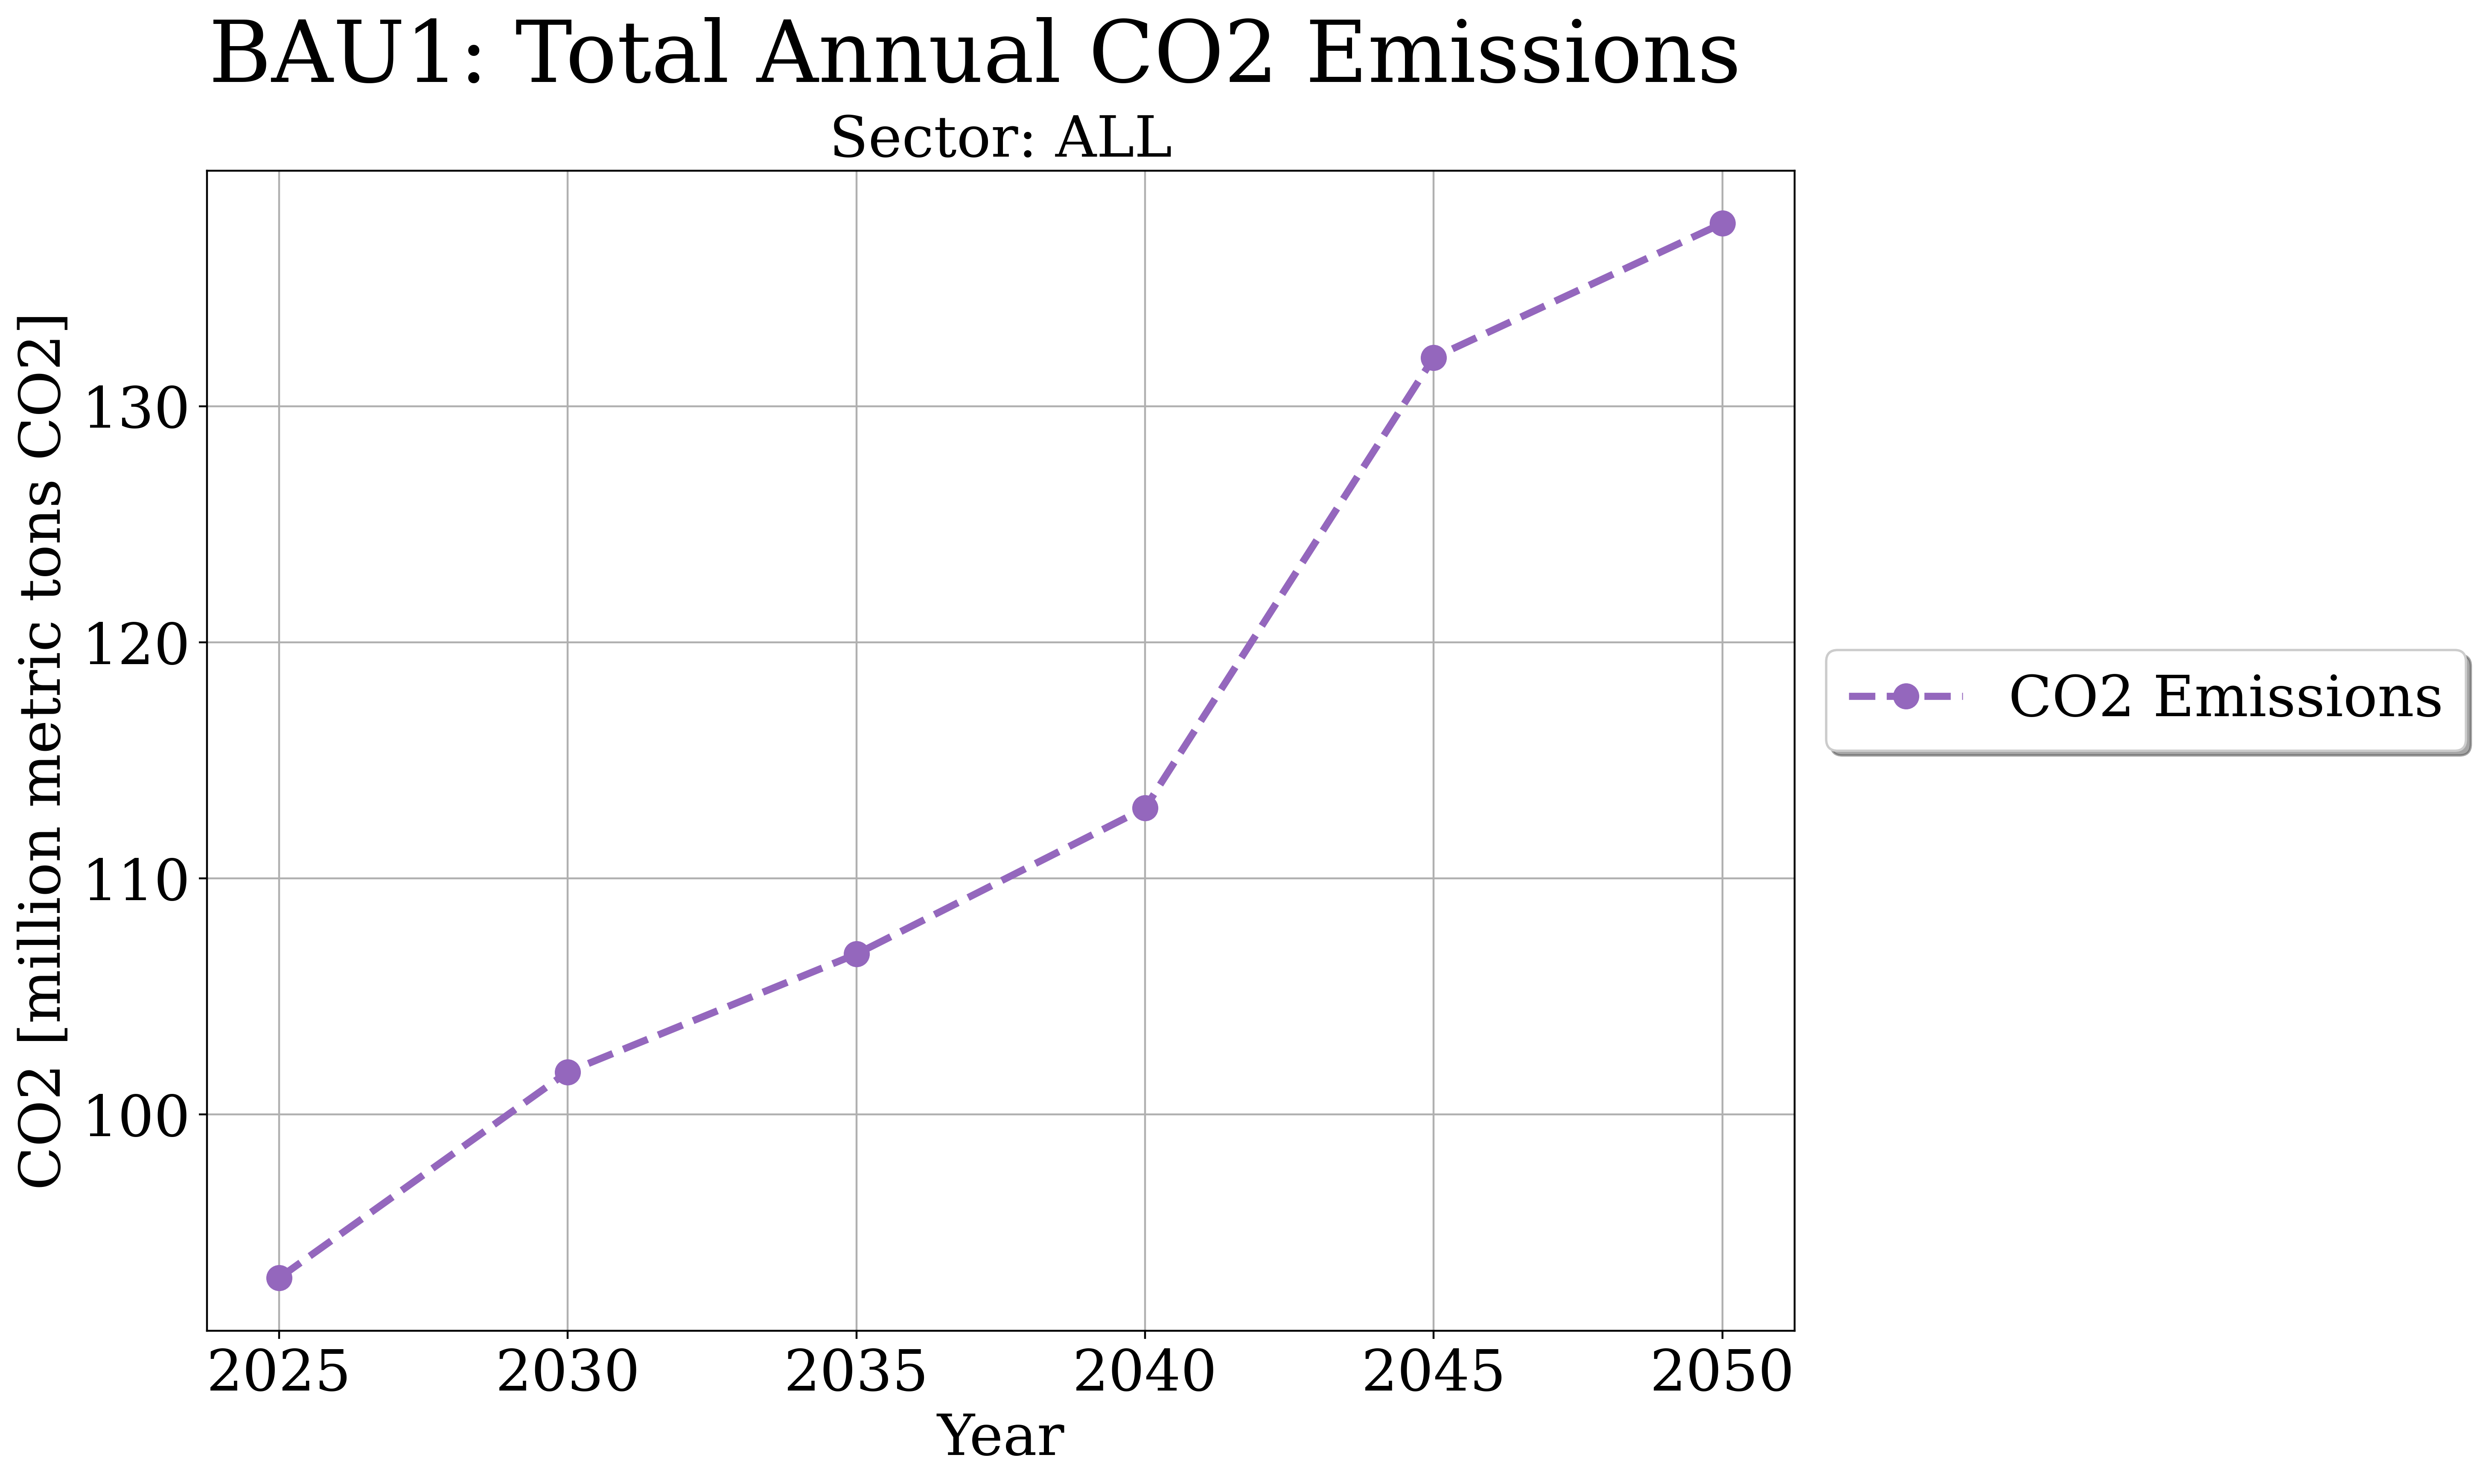 BAU1: Total Annual CO2 Emissions
Sector: ALL
CO2 [million metric tons CO2]
130
120
110
100
2025 2030 2035 2040 2045 2050
Year
CO2 Emissions